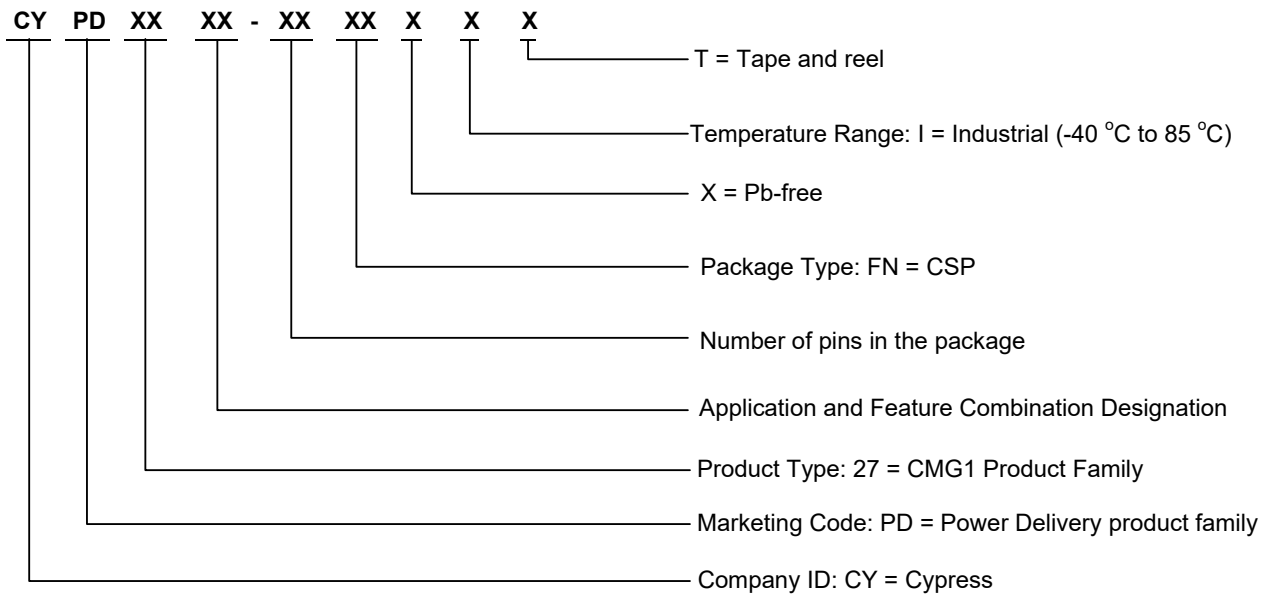 CY PD XX XX - XX XX X X X
T = Tape and reel
Temperature Range: I = Industrial (-40 °C to 85 °C)
X = Pb-free
Package Type: FN = CSP
Number of pins in the package
Application and Feature Combination Designation
Product Type: 27 = CMG1 Product Family
Marketing Code: PD = Power Delivery product family
Company ID: CY = Cypress